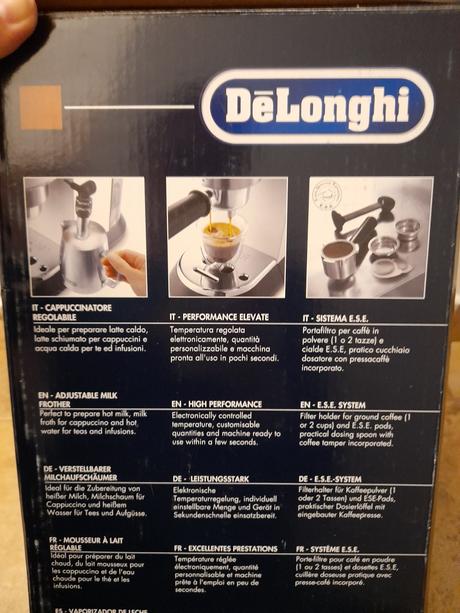 DēLonghi
IT - CAPPUCCINATORE
REGOLABILE
Ideale per preparare latte caldo,
latte schiumato per cappuccini e
acqua calda per te ed infusioni.
IT - PERFORMANCE ELEVATE
Temperatura regolata
elettronicamente, quantità
personalizzabile e macchina
pronta all'uso in pochi secondi.
IT - SISTEMA E.S.E.
Portafiltro per caffè in
polvere (1 o 2 tazze) e
cialde E.S.E, pratico cucchiaio
dosatore con pressacaffè
incorporato.
EN - ADJUSTABLE MILK
FROTHER
Perfect to prepare hot milk, milk
froth for cappuccino and hot
water for teas and infusions.
EN - HIGH PERFORMANCE
Electronically controlled
temperature, customisable
quantities and machine ready to
use within a few seconds.
EN - E.S.E. SYSTEM
Filter holder for ground coffee (1
or 2 cups) and E.S.E. pods,
practical dosing spoon with
coffee tamper incorporated.
DE - VERSTELLBARER
MILCHAUFSCHÄUMER
Ideal für die Zubereitung von
heißer Milch, Milchschaum für
Cappuccino und heißem
Wasser für Tees und Aufgüsse.
DE - LEISTUNGSSTARK
Elektronische
Temperaturregelung, individuell
einstellbare Menge und Gerät in
Sekundenschnelle einsatzbereit.
DE - E.S.E.-SYSTEM
Filterhalter für Kaffeepulver (1
oder 2 Tassen) und ESE-Pads,
praktischer Dosierlöffel mit
eingebauter Kaffeepresse.
FR - MOUSSEUR À LAIT
RÉGLABLE
Idéal pour préparer du lait
chaud, du lait mousseux pour
les cappuccino et de l'eau
chaude pour le thé et les
infusions.
FR - EXCELLENTES PRESTATIONS
Température réglée
électroniquement, quantité
personnalisable et machine
prête à l'emploi en peu de
secondes.
FR - SYSTÈME E.S.E.
Porte-filtre pour café en poudre
(1 ou 2 tasses) et dosettes E.S.E,
cuillère doseuse pratique avec
presse-café incorporé.
ES - VAPORIZADOR DE LECHE